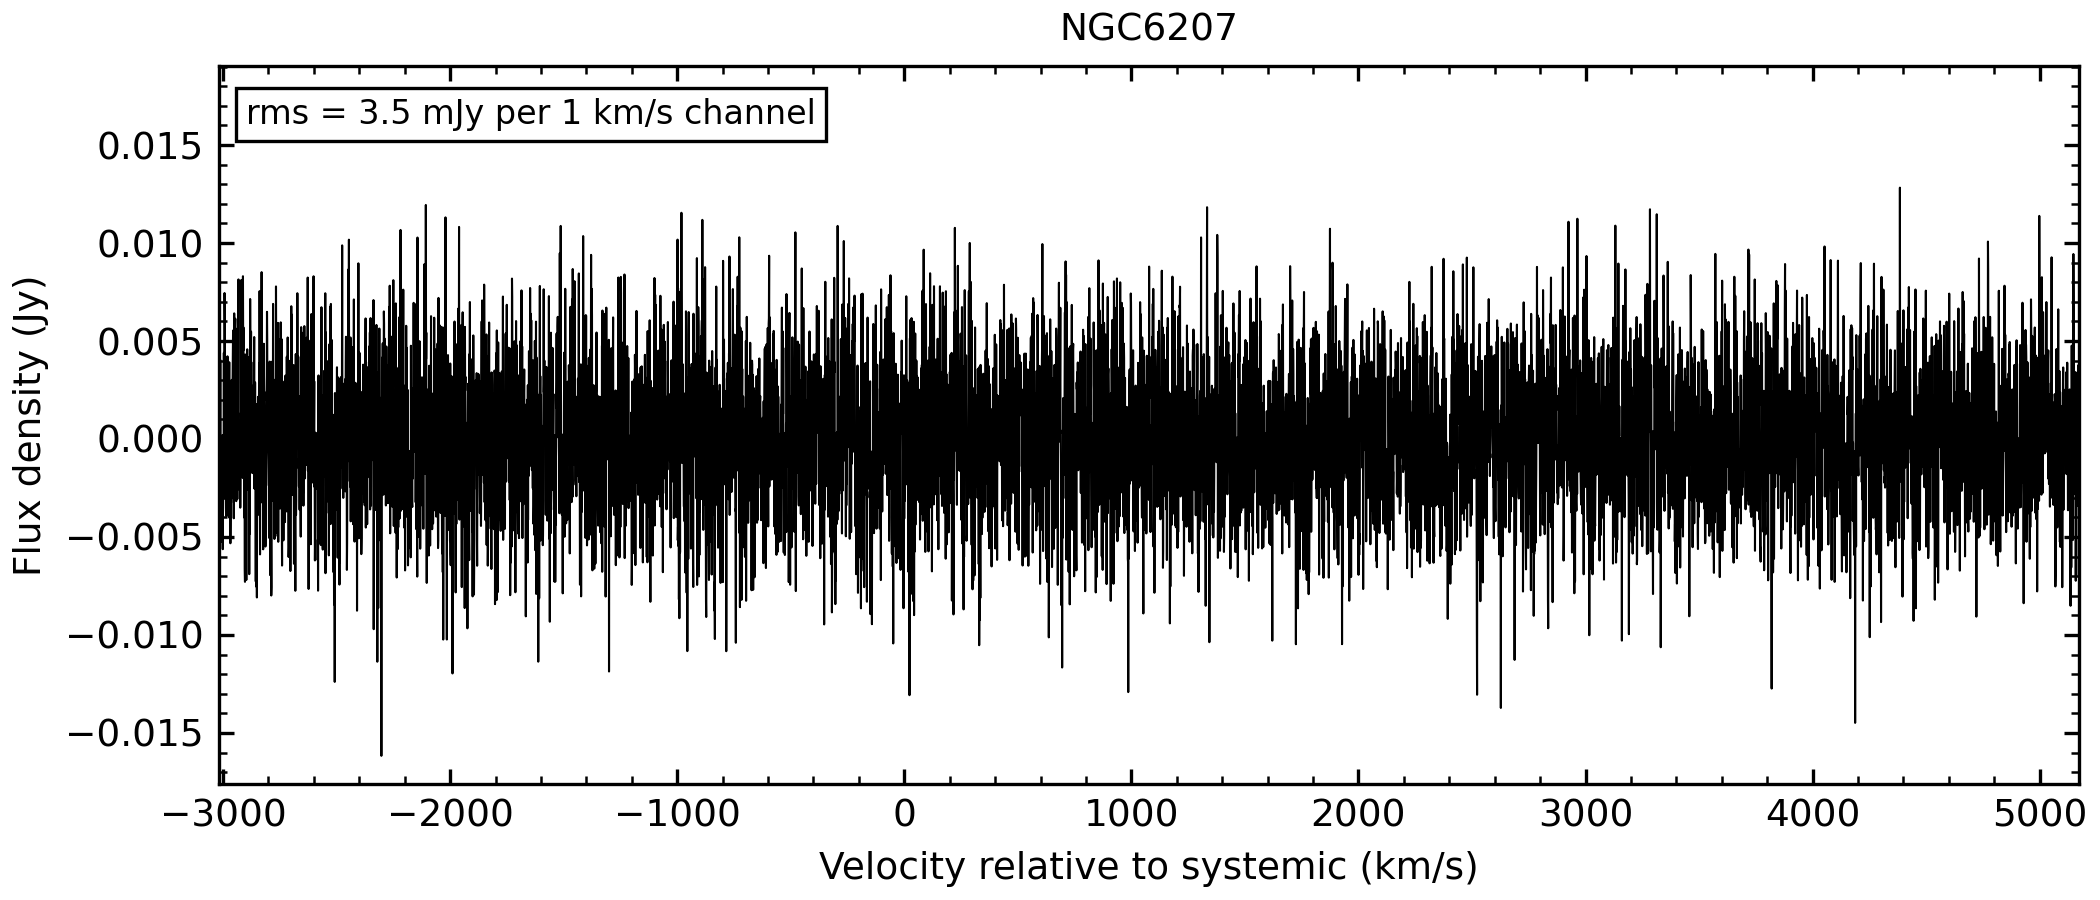 NGC6207
rms = 3.5 mJy per 1 km/s channel
0.015
0.010
0.005
0.000
−0.005
−0.010
−0.015
Flux density (Jy)
−3000 −2000 −1000 0 1000 2000 3000 4000 5000
Velocity relative to systemic (km/s)